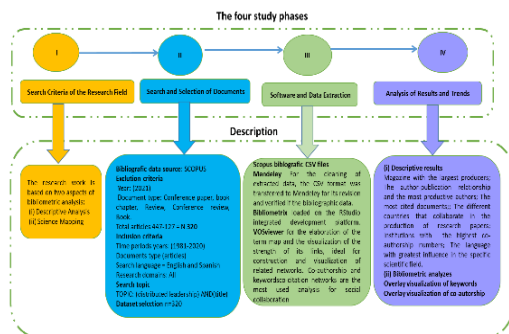 The four study phases
I
II
III
IV
Search Criteria of the Research Field
Search and Selection of Documents
Software and Data Extraction
Analysis of Results and Trends
Description
The research work is
based on two aspects of
bibliometric analysis:
(i) Descriptive Analysis
(ii) Science Mapping
Bibliografic data source: SCOPUS
Exclution criteria
Year: (2021)
Document type: Conference paper, book
chapter, Review, Conference review,
Book.
Total articles 447-127 = N 320
Inclusion criteria
Time periods years: (1981-2020)
Documents type (articles)
Search language = English and Spanish
Research domains: All
Search topic
TOPIC: (distributed leadership) AND(title)
Dataset selection n=320
Scopus bibliografic. CSV files
Mendeley For the cleaning of
extracted data, the CSV format was
transferred to Mendeley for its revision
and verified if the bibliographic data.
Bibliometrix loaded on the RStudio
integrated development platform.
VOSviewer for the elaboration of the
term map and the visualization of the
strength of its links, ideal for
construction and visualization of
related networks. Co-authorship and
keywords co-citation networks are the
most used analysis for social
collaboration
(i) Descriptive results
Magazine with the largest producers;
The author-publication relationship
and the most productive authors; The
most cited documents; The different
countries that collaborate in the
production of research papers,
institutions with the highest co-
authorship numbers; The language
with greatest influence in the specific
scientific field.
(ii) Bibliometric analyzes
Overlay visualization of keywords
Overlay visualization of co-autorship